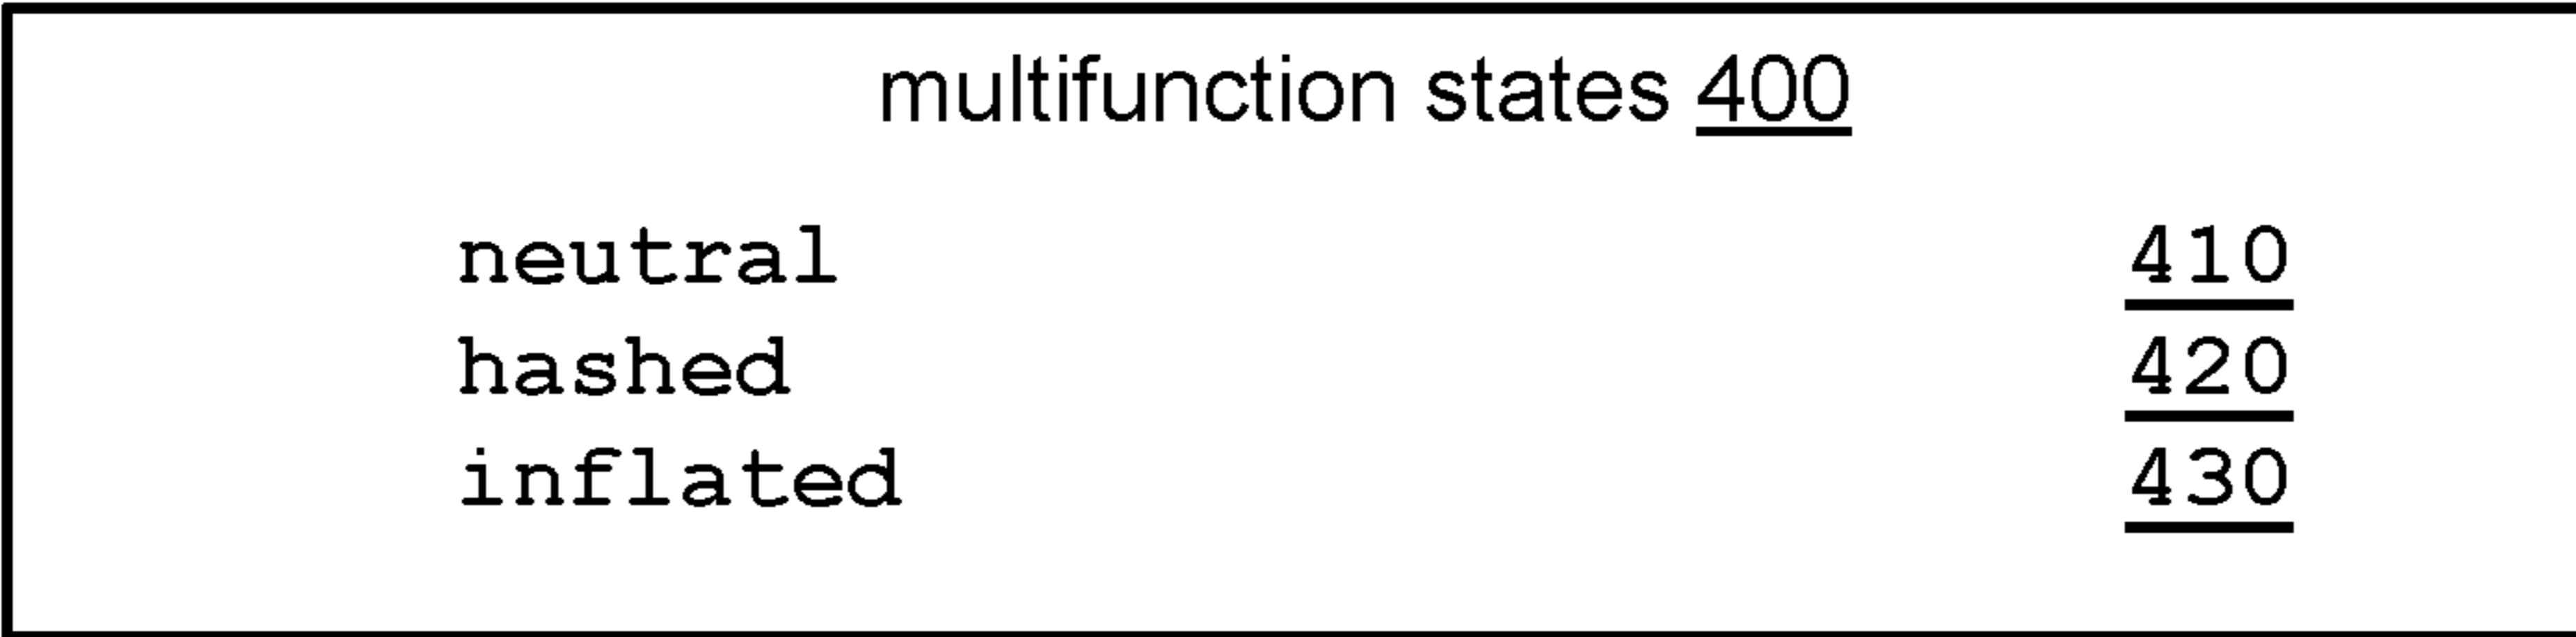 multifunction states 400
neutral 410
hashed 420
inflated 430